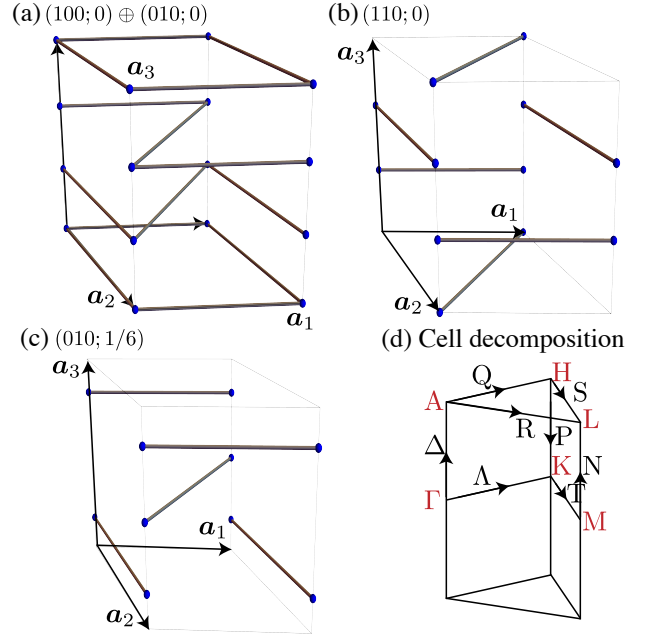 (a) (100; 0) ⊕ (010; 0)
a₃
a₂
a₁
(b) (110; 0)
a₃
a₁
a₂
(c) (010; 1/6)
a₃
a₁
a₂
(d) Cell decomposition
H
Q
S
A
R
L
P
Δ
K
Λ
N
T
Γ
M